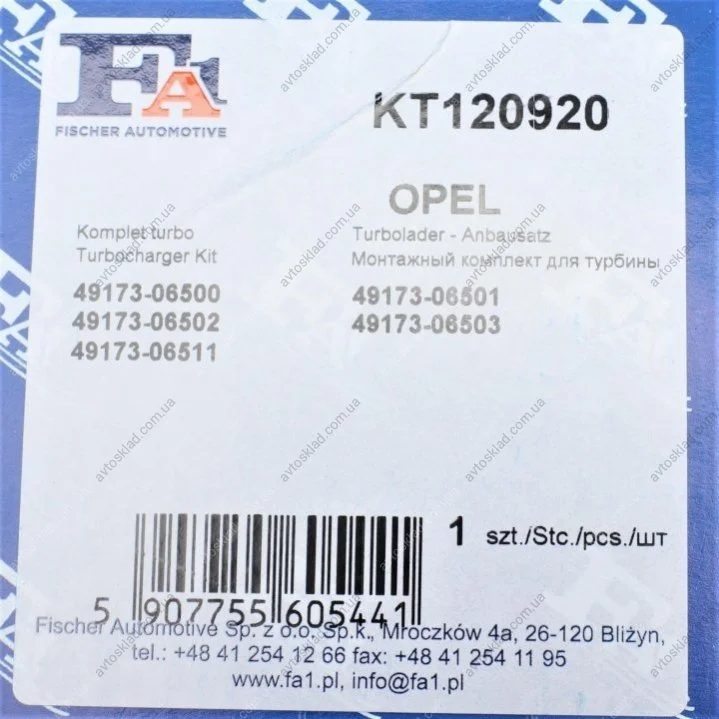 FA1
FISCHER AUTOMOTIVE
KT120920
OPEL
Komplet turbo
Turbocharger Kit
Turbolader - Anbausatz
Монтажный комплект для турбины
49173-06500
49173-06501
49173-06502
49173-06503
49173-06511
1 szt./Stc./pcs./шт
5 907755 605441
Fischer Automotive Sp. z o.o. Sp.k., Mroczków 4a, 26-120 Bliżyn,
tel.: +48 41 254 12 66 fax: +48 41 254 11 95
www.fa1.pl, info@fa1.pl
avtosklad.com.ua